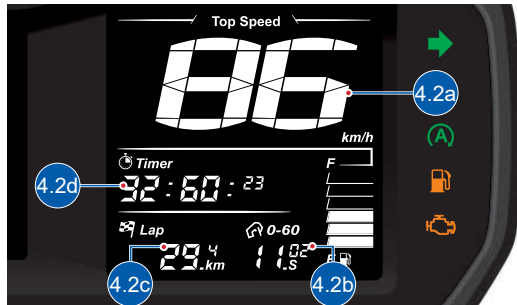 Top Speed
86
4.2a
km/h
A
Timer
F
4.2d
32:60:23
Lap
0-60
29.4 km
11.02 S
E
4.2c
4.2b